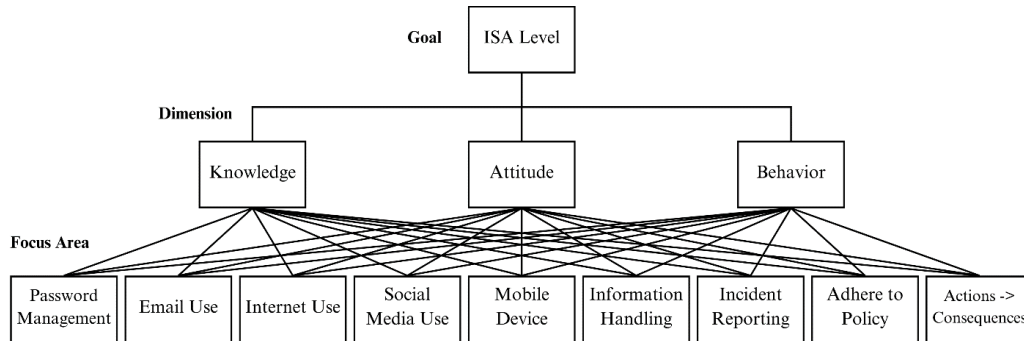 Goal
ISA Level
Dimension
Knowledge
Attitude
Behavior
Focus Area
Password
Management
Email Use
Internet Use
Social
Media Use
Mobile
Device
Information
Handling
Incident
Reporting
Adhere to
Policy
Actions ->
Consequences